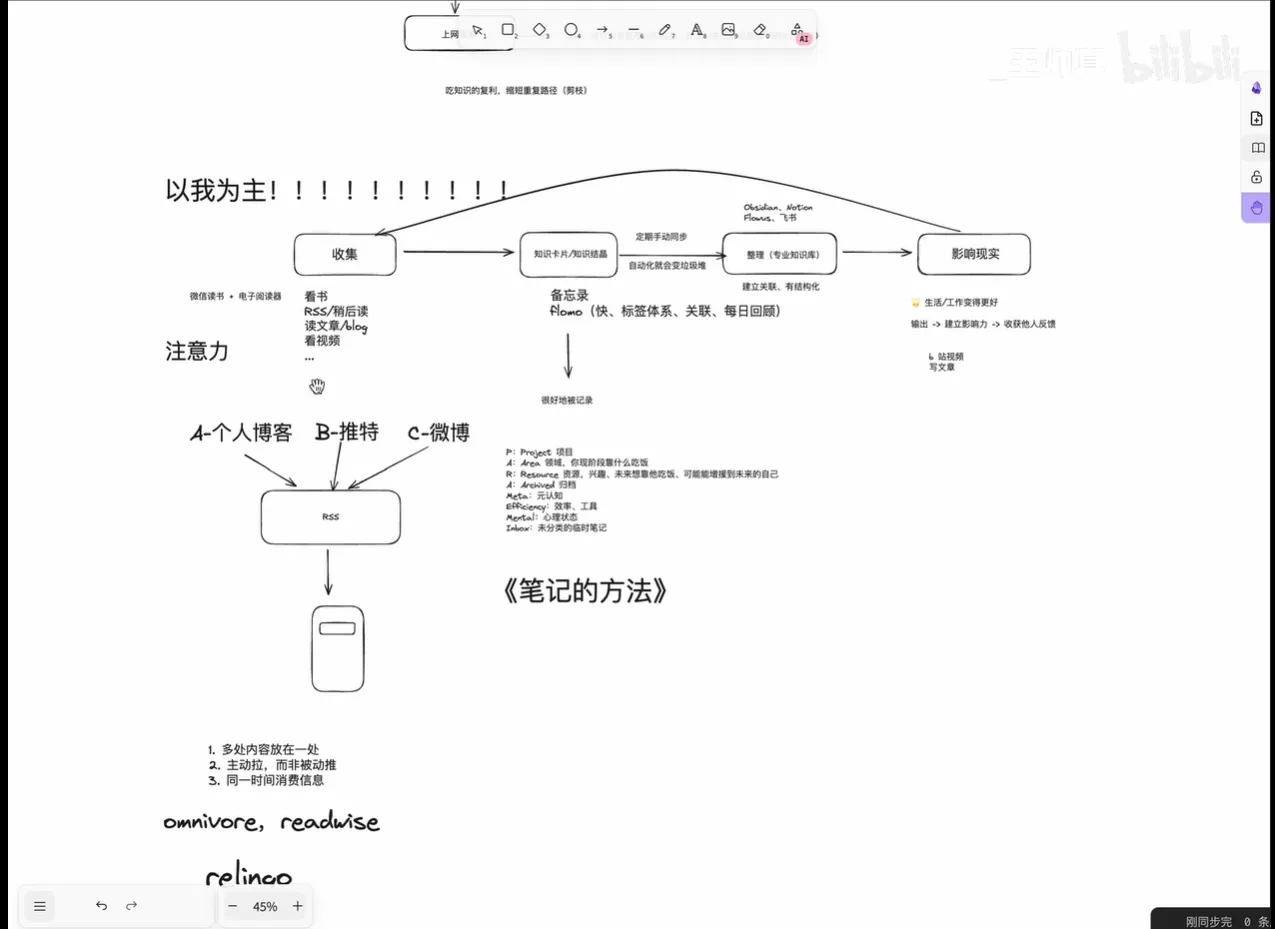 上网
1
2
3
4
5
6
7
8
9
0
AI
bilibili
吃知识的复利，缩短重复路径（剪枝）
以我为主！！！！！！！！！！
Obsidian、Notion
Flowus、飞书
收集
知识卡片/知识结晶
定期手动同步
自动化就会变垃圾堆
整理（专业知识库）
影响现实
建立关联、有结构化
微信读书 + 电子阅读器
看书
RSS/稍后读
读文章/blog
看视频
...
备忘录
flomo（快、标签体系、关联、每日回顾）
生活/工作变得更好
输出 -> 建立影响力 -> 收获他人反馈
b 站视频
写文章
注意力
很好地被记录
A-个人博客
B-推特
C-微博
RSS
P：Project 项目
A：Area 领域，你现阶段靠什么吃饭
R：Resource 资源，兴趣、未来想靠他吃饭、可能能增援到未来的自己
A：Archived 归档
Meta：元认知
Efficiency：效率、工具
Mental：心理状态
Inbox：未分类的临时笔记
《笔记的方法》
1. 多处内容放在一处
2. 主动拉，而非被动推
3. 同一时间消费信息
omnivore，readwise
relingo
45%
刚同步完 0 条